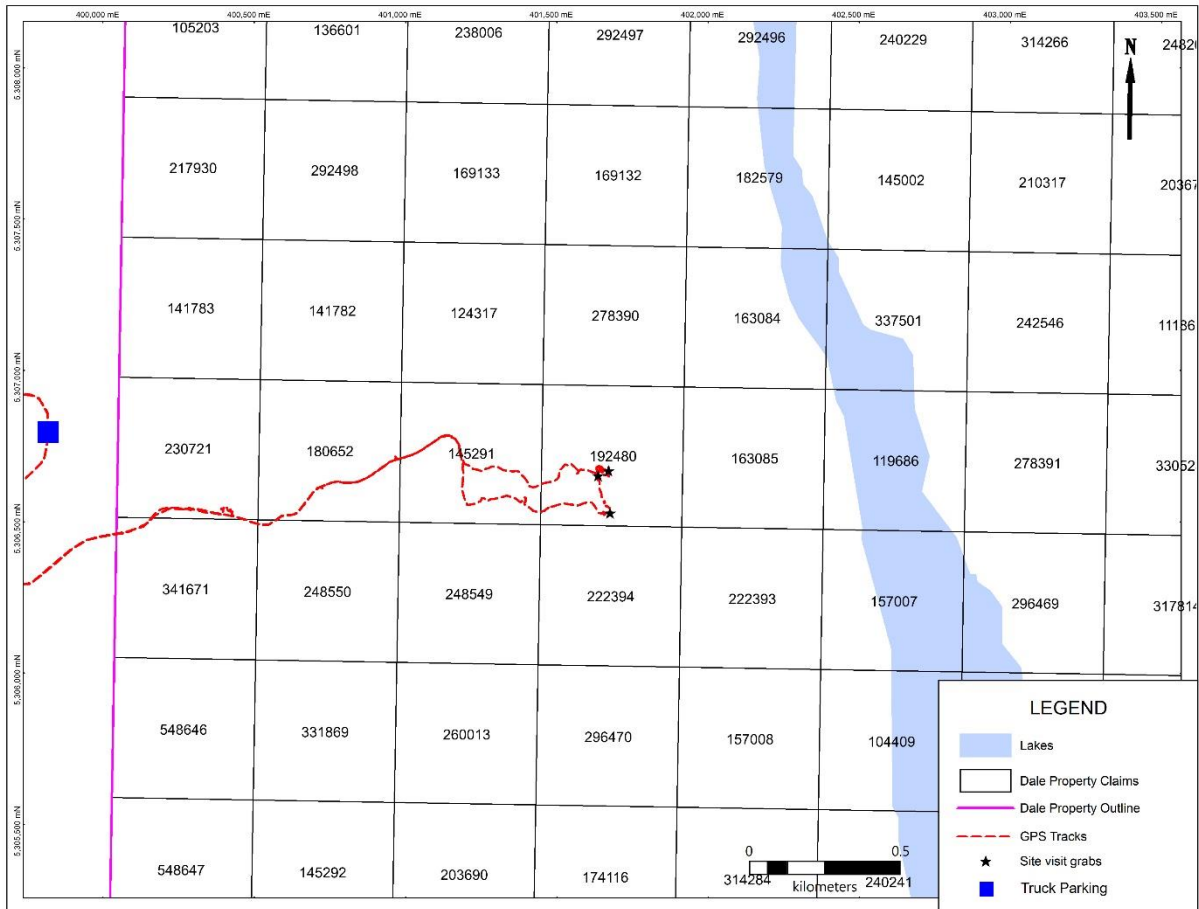 400,000 mE 400,500 mE 401,000 mE 401,500 mE 402,000 mE 402,500 mE 403,000 mE 403,500 mE
105203 136601 238006 292497 292496 240229 314266
N
5,308,000 mN
217930 292498 169133 169132 182579 145002 210317 20367
5,307,500 mN
141783 141782 124317 278390 163084 337501 242546 11186
5,307,000 mN
230721 180652 145291 192480 163085 119686 278391 33052
5,306,500 mN
341671 248550 248549 222394 222393 157007 296469 317814
5,306,000 mN
548646 331869 260013 296470 157008 104409
5,305,500 mN
548647 145292 203690 174116 314284 240241
0 0.5
kilometers
LEGEND
Lakes
Dale Property Claims
Dale Property Outline
GPS Tracks
Site visit grabs
Truck Parking